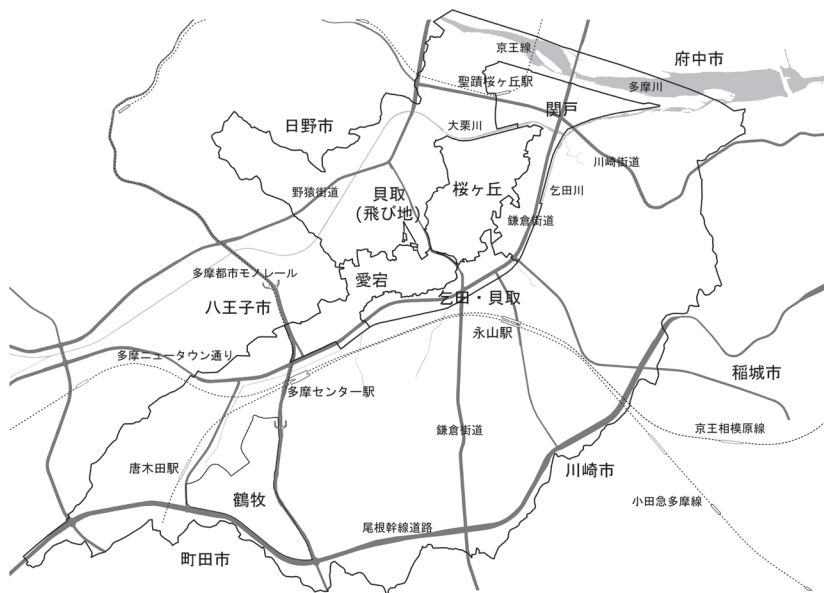 京王線
府中市
聖蹟桜ヶ丘駅
多摩川
関戸
日野市
大栗川
川崎街道
野猿街道
貝取
(飛び地)
桜ヶ丘
乞田川
鎌倉街道
多摩都市モノレール
愛宕
八王子市
乞田・貝取
永山駅
多摩ニュータウン通り
稲城市
多摩センター駅
鎌倉街道
京王相模原線
唐木田駅
川崎市
鶴牧
小田急多摩線
尾根幹線道路
町田市